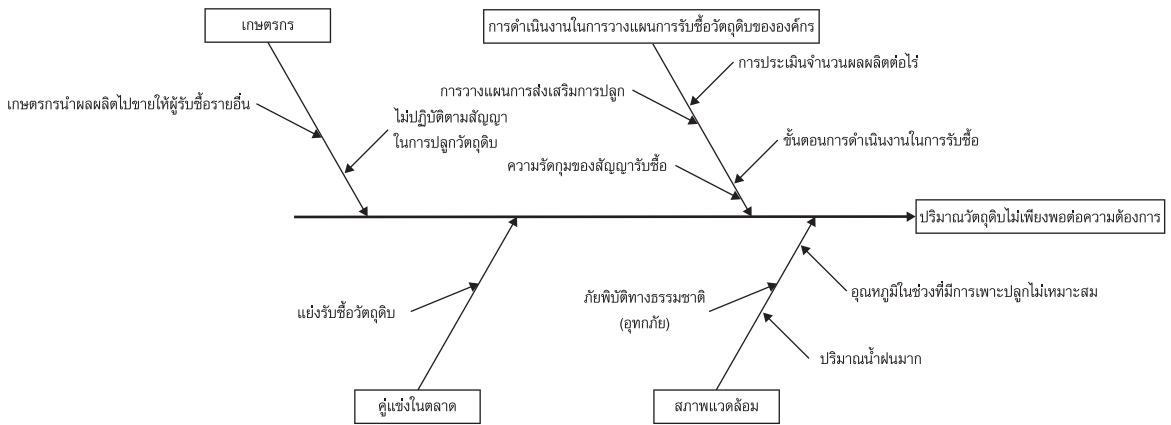 เกษตรกร
การดำเนินงานในการวางแผนการรับซื้อวัตถุดิบขององค์กร
การประเมินจำนวนผลผลิตต่อไร่
การวางแผนการส่งเสริมการปลูก
เกษตรกรนำผลผลิตไปขายให้ผู้รับซื้อรายอื่น
ไม่ปฏิบัติตามสัญญา
ในการปลูกวัตถุดิบ
ขั้นตอนการดำเนินงานในการรับซื้อ
ความรัดกุมของสัญญารับซื้อ
ปริมาณวัตถุดิบไม่เพียงพอต่อความต้องการ
อุณหภูมิในช่วงที่มีการเพาะปลูกไม่เหมาะสม
ภัยพิบัติทางธรรมชาติ
(อุทกภัย)
แย่งรับซื้อวัตถุดิบ
ปริมาณน้ำฝนมาก
คู่แข่งในตลาด
สภาพแวดล้อม